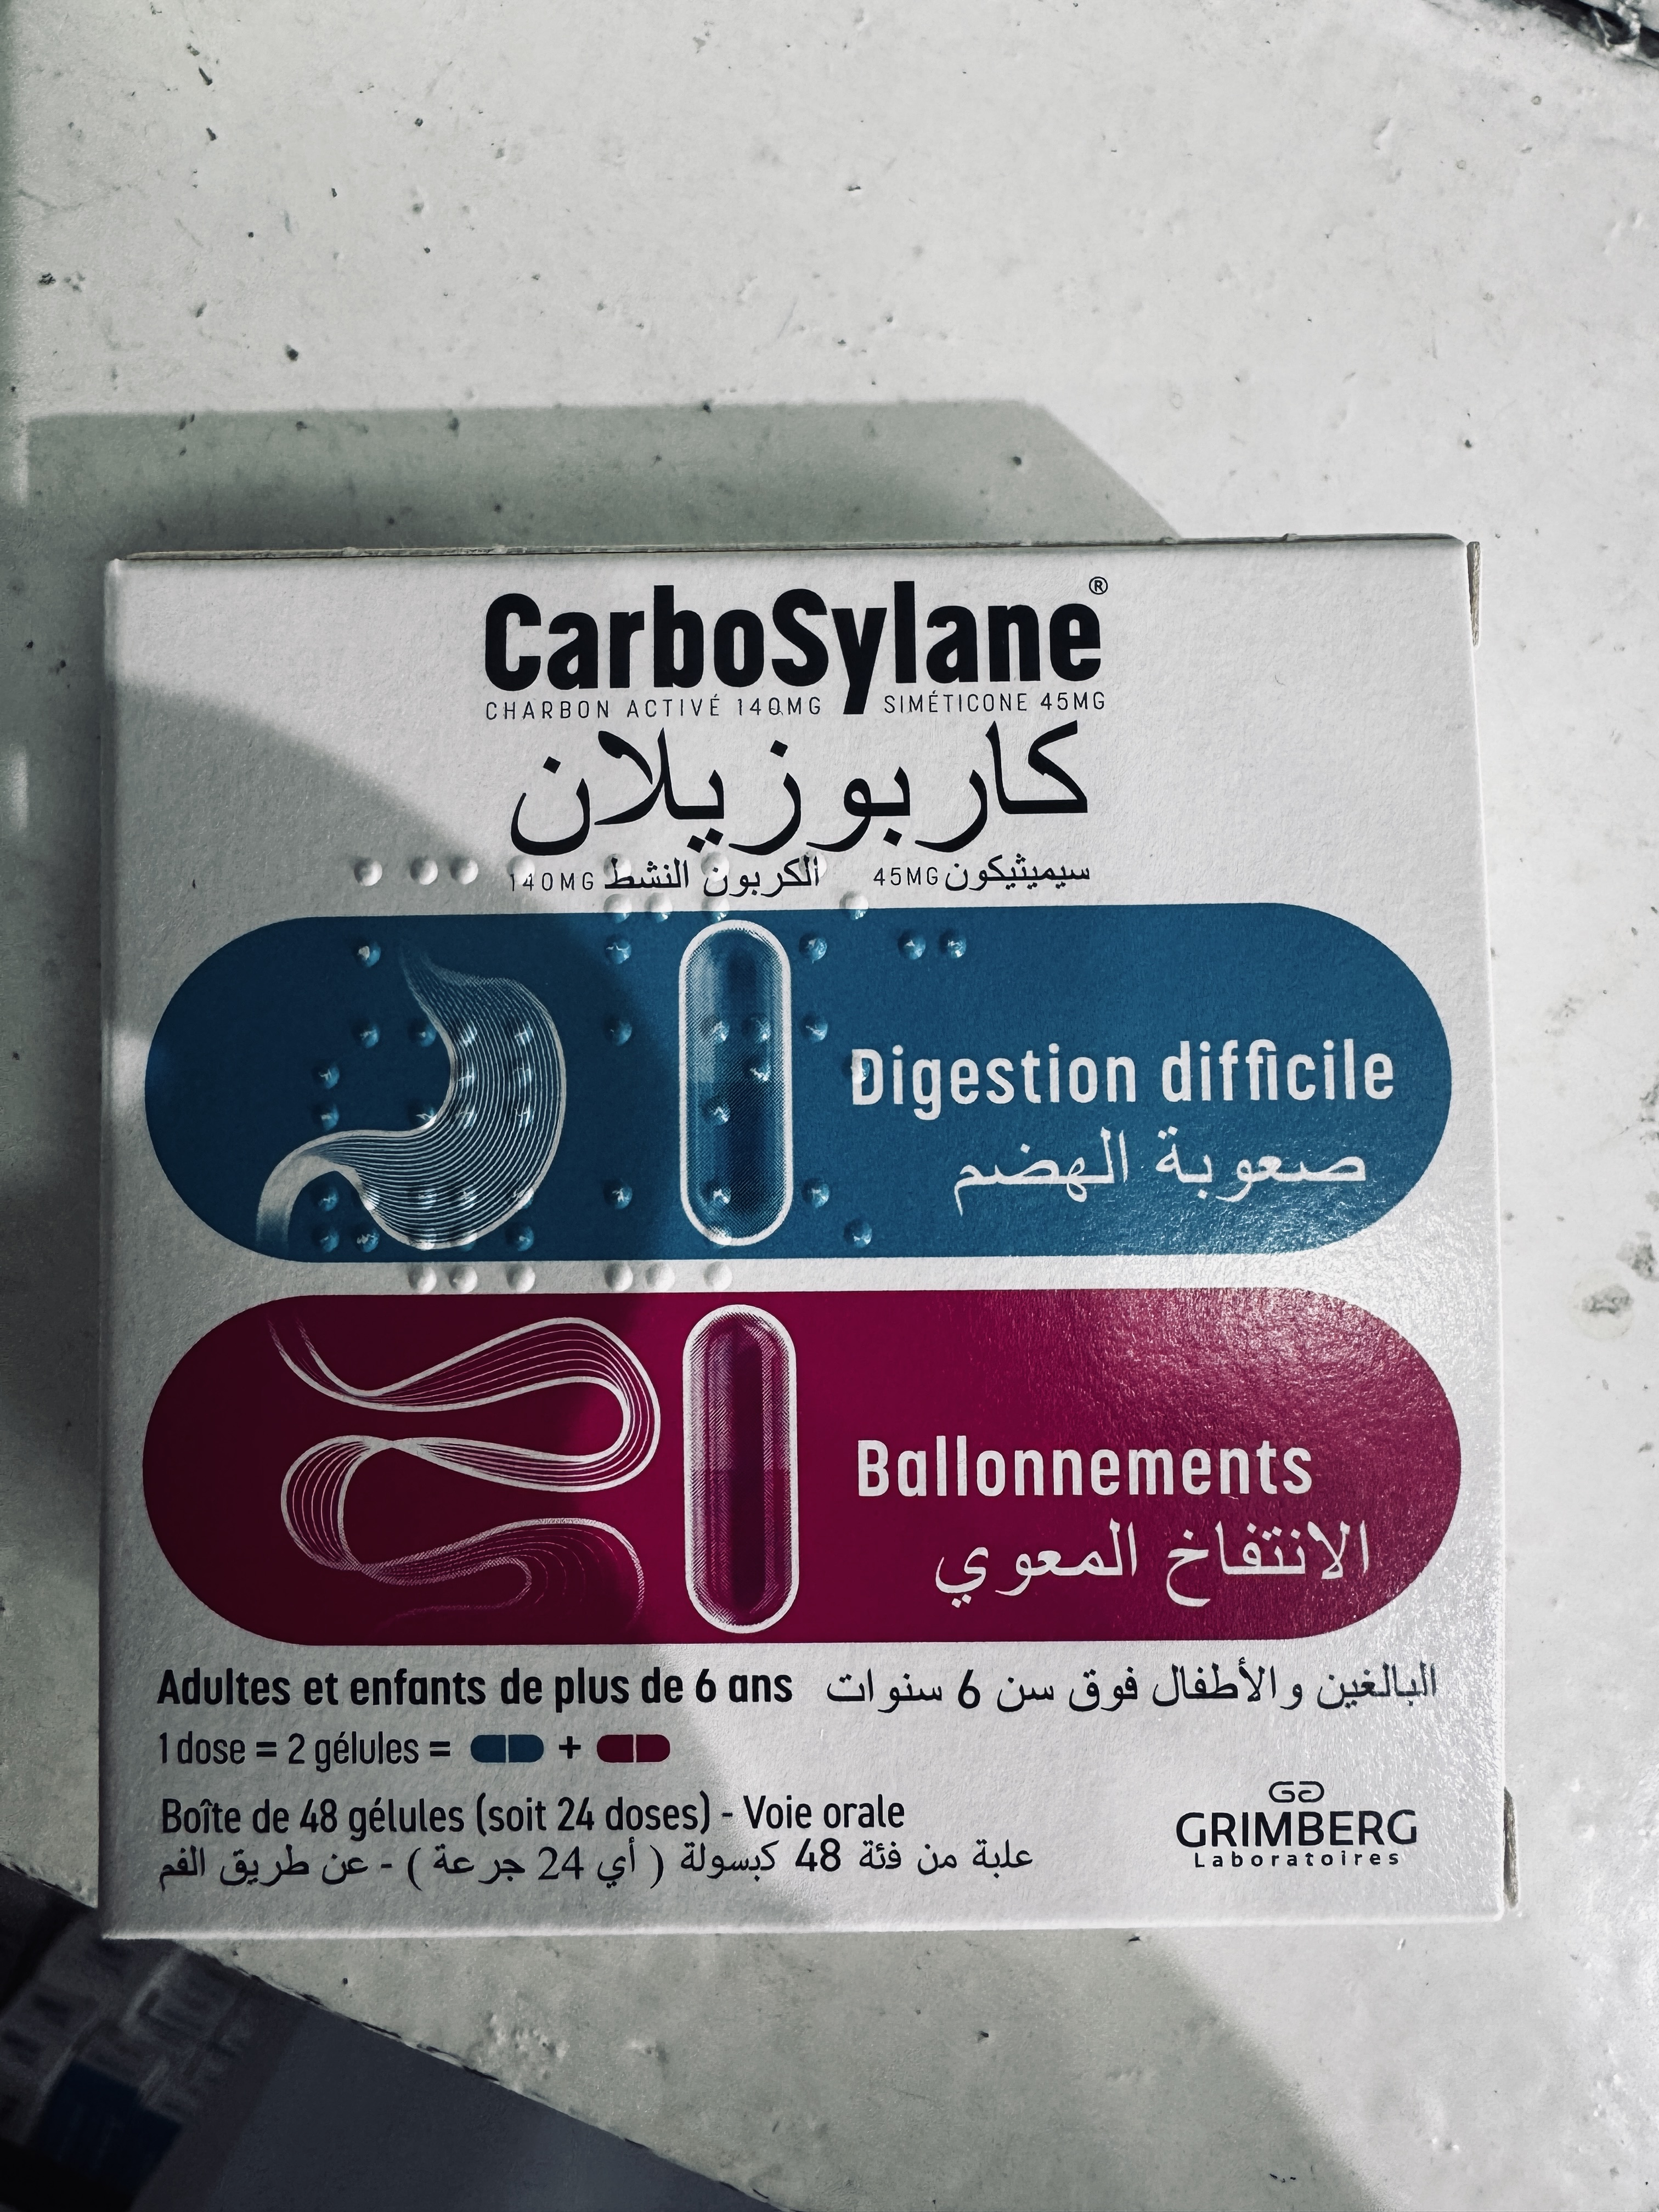 CarboSylane®
CHARBON ACTIVÉ 140MG SIMÉTICONE 45MG
كاربوزيلان
سيميثيكون 45MG الكربون النشط 140MG
Digestion difficile
صعوبة الهضم
Ballonnements
الانتفاخ المعوي
Adultes et enfants de plus de 6 ans البالغين والأطفال فوق سن 6 سنوات
1 dose = 2 gélules = +
Boîte de 48 gélules (soit 24 doses) - Voie orale
علبة من فئة 48 كبسولة (أي 24 جرعة) - عن طريق الفم
GRIMBERG
Laboratoires